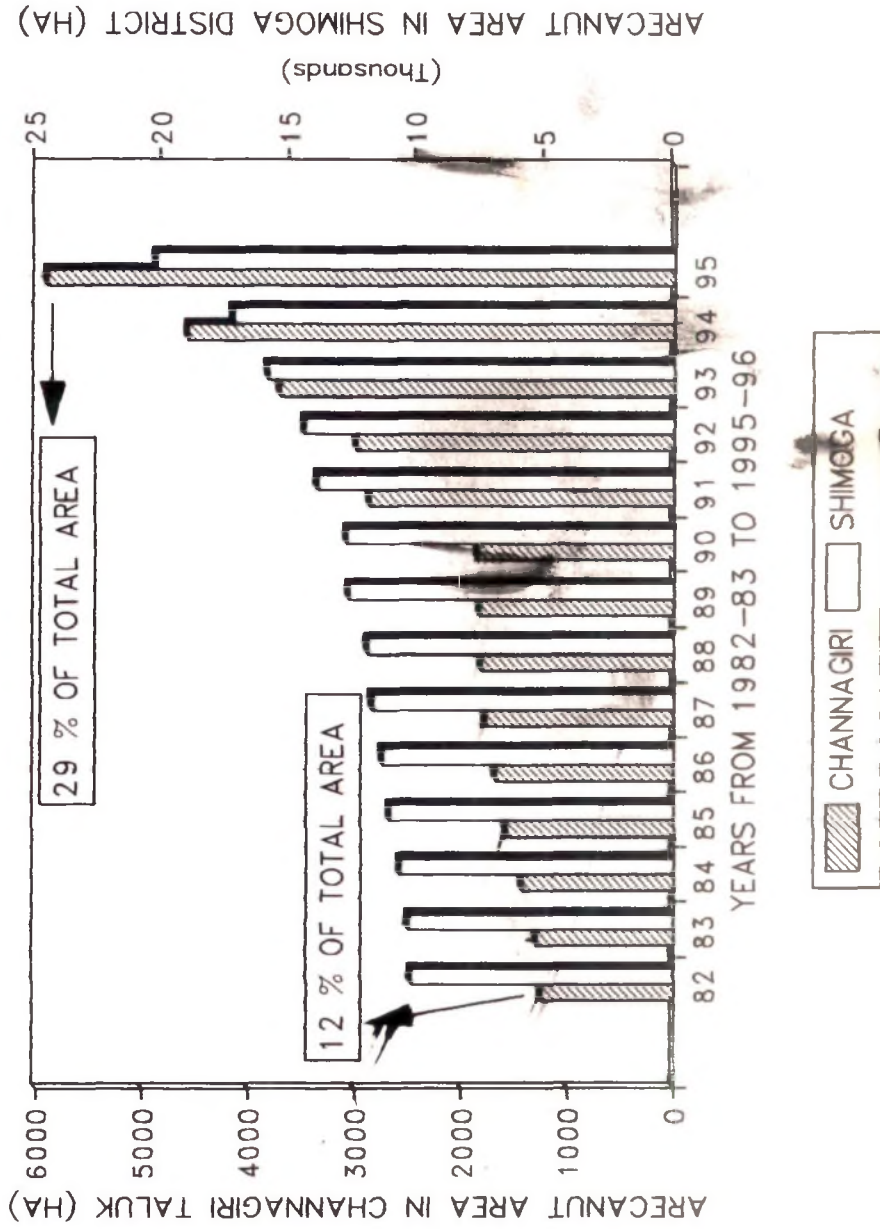 ARECANUT AREA IN CHANNAGIRI TALUK (HA)
6000
5000
4000
3000
2000
1000
0
29 % OF TOTAL AREA
12 % OF TOTAL AREA
82 83 84 85 86 87 88 89 90 91 92 93 94 95
YEARS FROM 1982-83 TO 1995-96
25
20
15
10
5
0
(Thousands)
ARECANUT AREA IN SHIMOGA DISTRICT (HA)
CHANNAGIRI SHIMOGA